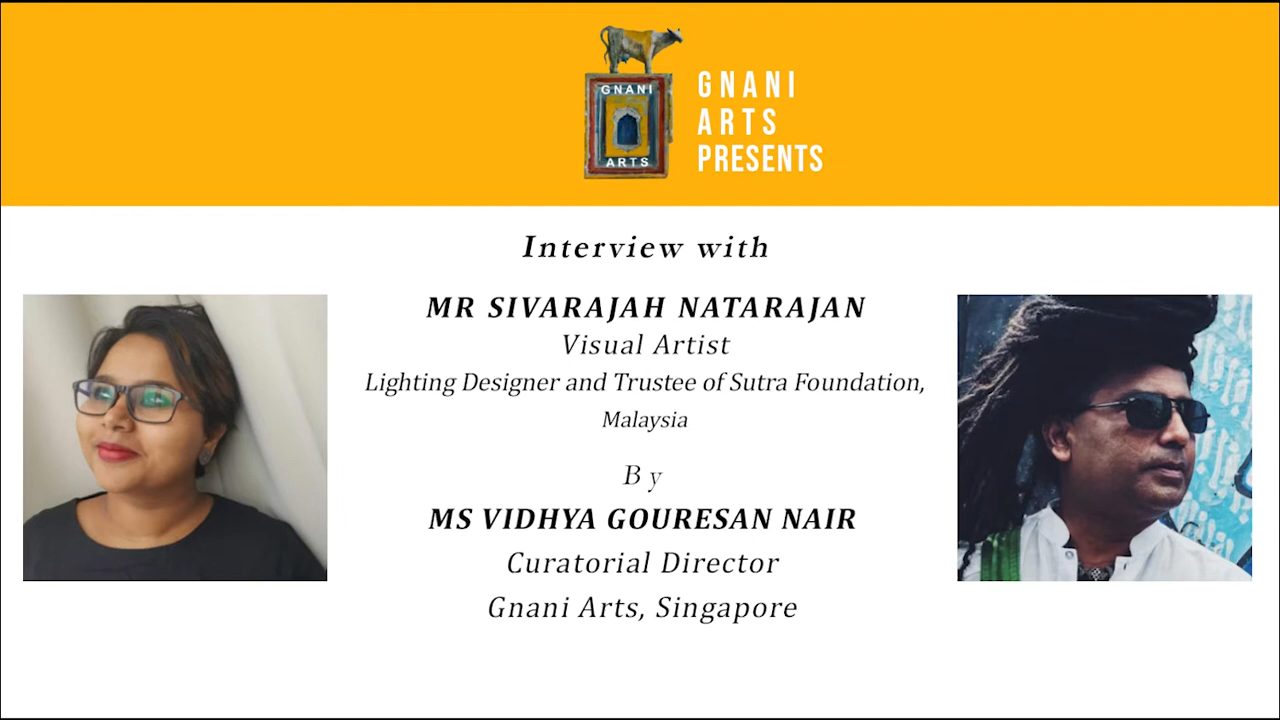 GNANI
ARTS
GNANI
ARTS
PRESENTS
Interview with
MR SIVARAJAH NATARAJAN
Visual Artist
Lighting Designer and Trustee of Sutra Foundation,
Malaysia
By
MS VIDHYA GOURESAN NAIR
Curatorial Director
Gnani Arts, Singapore